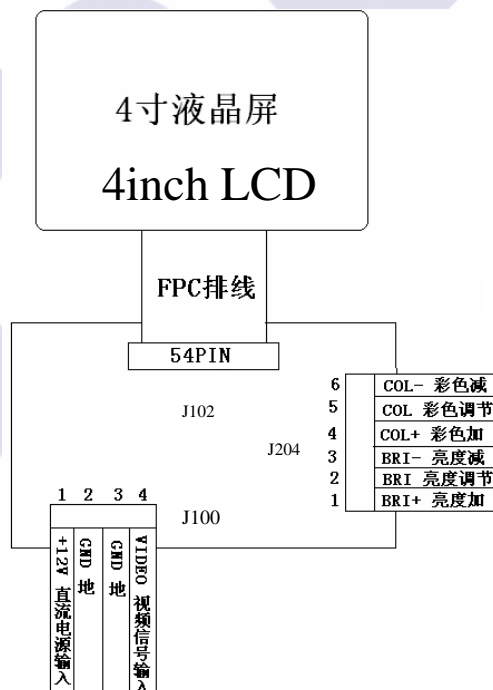 4寸液晶屏
4inch LCD
FPC排线
54PIN
J102
J204
6 COL- 彩色减
5 COL 彩色调节
4 COL+ 彩色加
3 BRI- 亮度减
2 BRI 亮度调节
1 BRI+ 亮度加
1 2 3 4
J100
+12V 直流电源输入
GND 地
GND 地
VIDEO 视频信号输入